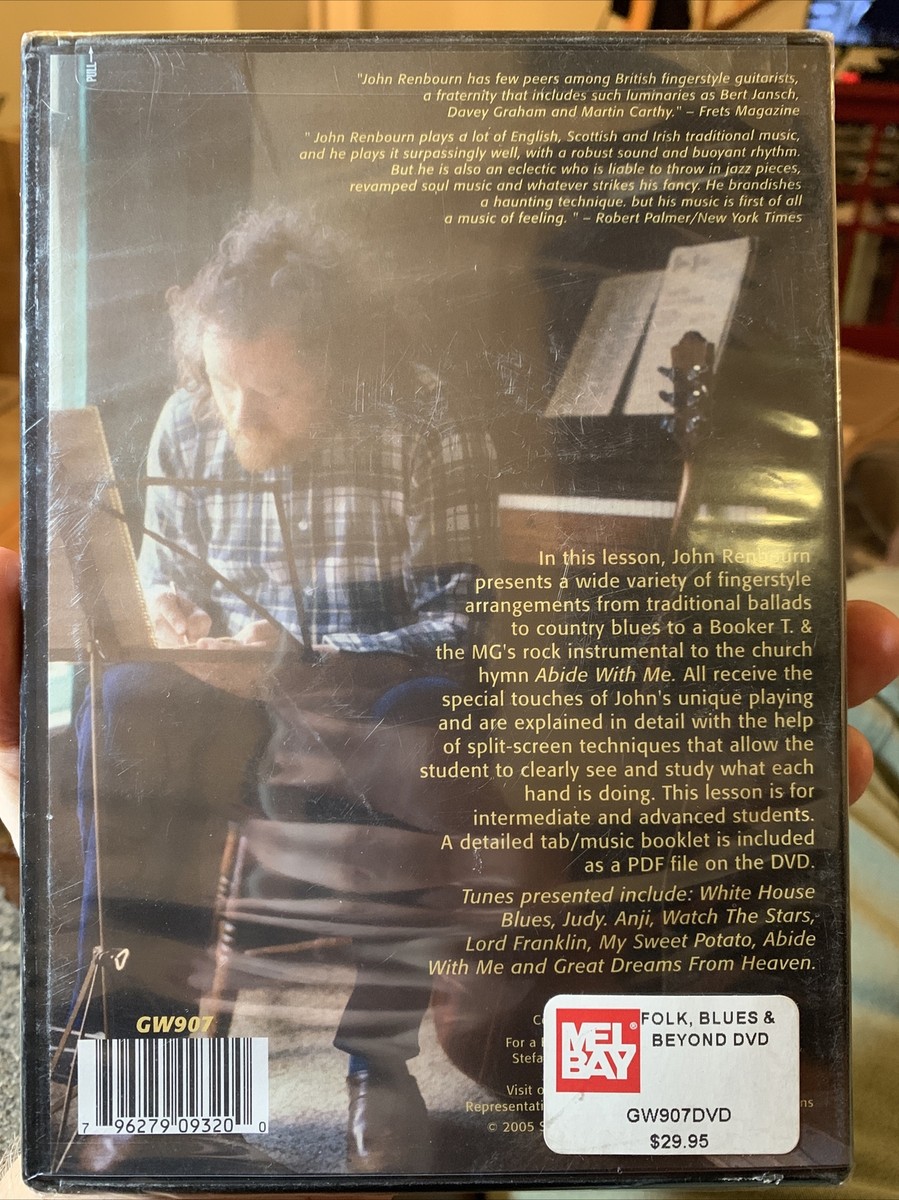 PULL
"John Renbourn has few peers among British fingerstyle guitarists,
a fraternity that includes such luminaries as Bert Jansch,
Davey Graham and Martin Carthy." – Frets Magazine
" John Renbourn plays a lot of English, Scottish and Irish traditional music,
and he plays it surpassingly well, with a robust sound and buoyant rhythm.
But he is also an eclectic who is liable to throw in jazz pieces,
revamped soul music and whatever strikes his fancy. He brandishes
a haunting technique. but his music is first of all
a music of feeling. " – Robert Palmer/New York Times
In this lesson, John Renbourn
presents a wide variety of fingerstyle
arrangements from traditional ballads
to country blues to a Booker T. &
the MG's rock instrumental to the church
hymn Abide With Me. All receive the
special touches of John's unique playing
and are explained in detail with the help
of split-screen techniques that allow the
student to clearly see and study what each
hand is doing. This lesson is for
intermediate and advanced students.
A detailed tab/music booklet is included
as a PDF file on the DVD.
Tunes presented include: White House
Blues, Judy. Anji, Watch The Stars,
Lord Franklin, My Sweet Potato, Abide
With Me and Great Dreams From Heaven.
GW907
7 96279 09320 0
For a
Visit
© 2005
MEL BAY®
FOLK, BLUES &
BEYOND DVD
GW907DVD
$29.95